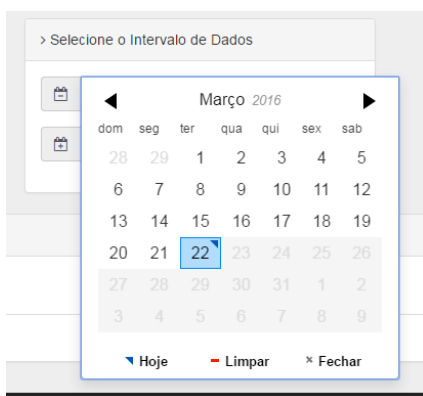 > Selecione o Intervalo de Dados
Março 2016
dom seg ter qua qui sex sab
28 29 1 2 3 4 5
6 7 8 9 10 11 12
13 14 15 16 17 18 19
20 21 22 23 24 25 26
27 28 29 30 31 1 2
3 4 5 6 7 8 9
Hoje Limpar × Fechar